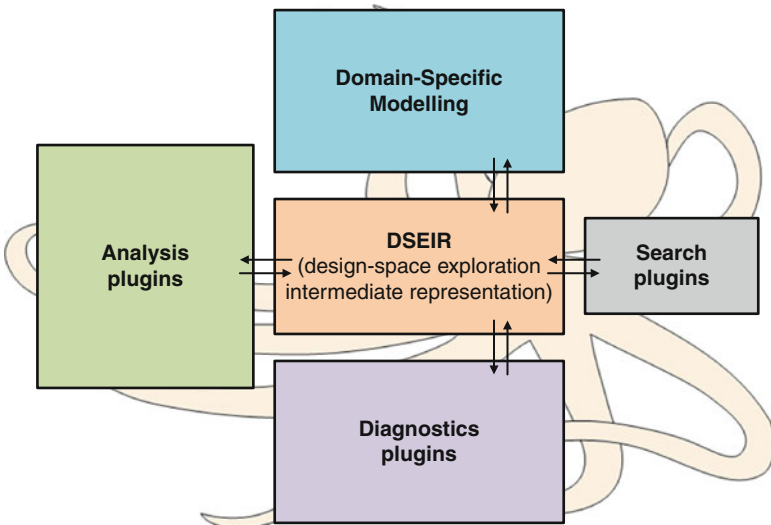 Domain-Specific
Modelling
Analysis
plugins
DSEIR
(design-space exploration
intermediate representation)
Search
plugins
Diagnostics
plugins